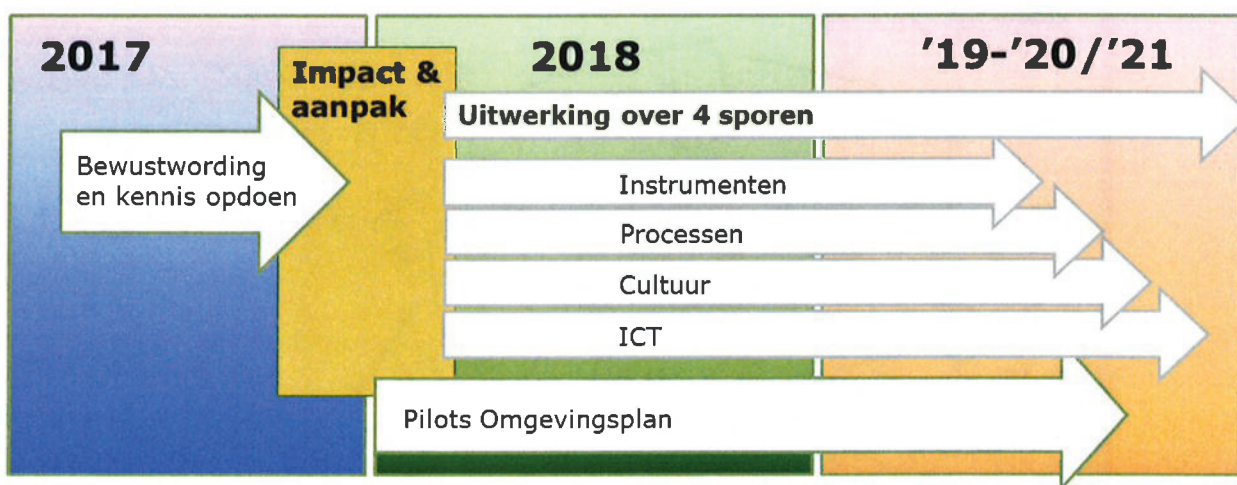 2017
Impact &
aanpak
2018
'19-'20/'21
Uitwerking over 4 sporen
Bewustwording
en kennis opdoen
Instrumenten
Processen
Cultuur
ICT
Pilots Omgevingsplan